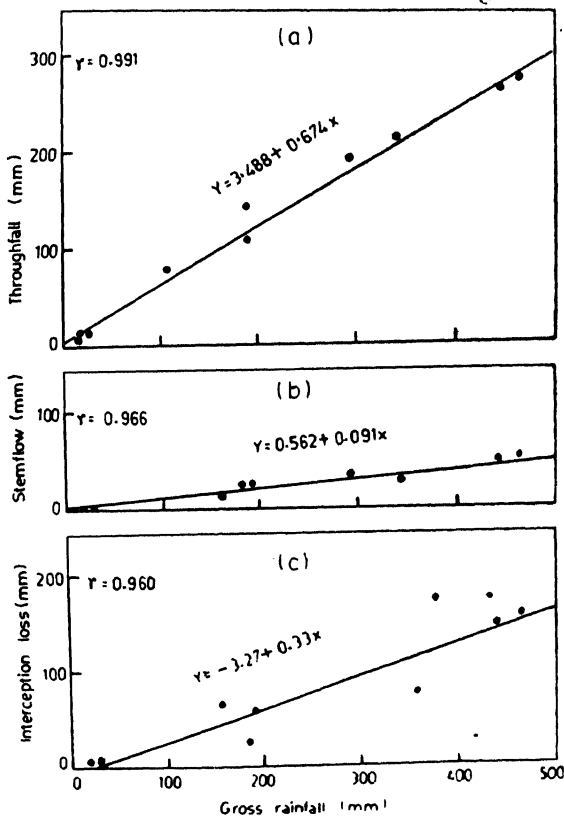 (a)
r = 0.991
Y=3.488+ 0.674x
Throughfall (mm)
300
200
100
0
(b)
r = 0.966
Y=0.562+ 0.091x
Stemflow (mm)
100
0
(c)
r = 0.960
Y= -3.27+ 0.33x
Interception loss (mm)
200
100
0
0 100 200 300 400 500
Gross rainfall (mm)